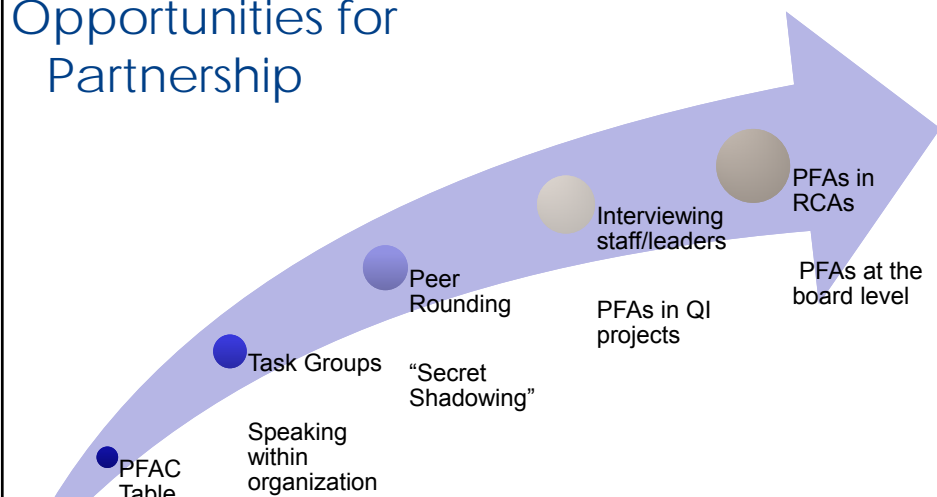 Opportunities for
Partnership
PFAC
Table
Task Groups
Speaking
within
organization
Peer
Rounding
“Secret
Shadowing”
Interviewing
staff/leaders
PFAs in QI
projects
PFAs in
RCAs
PFAs at the
board level